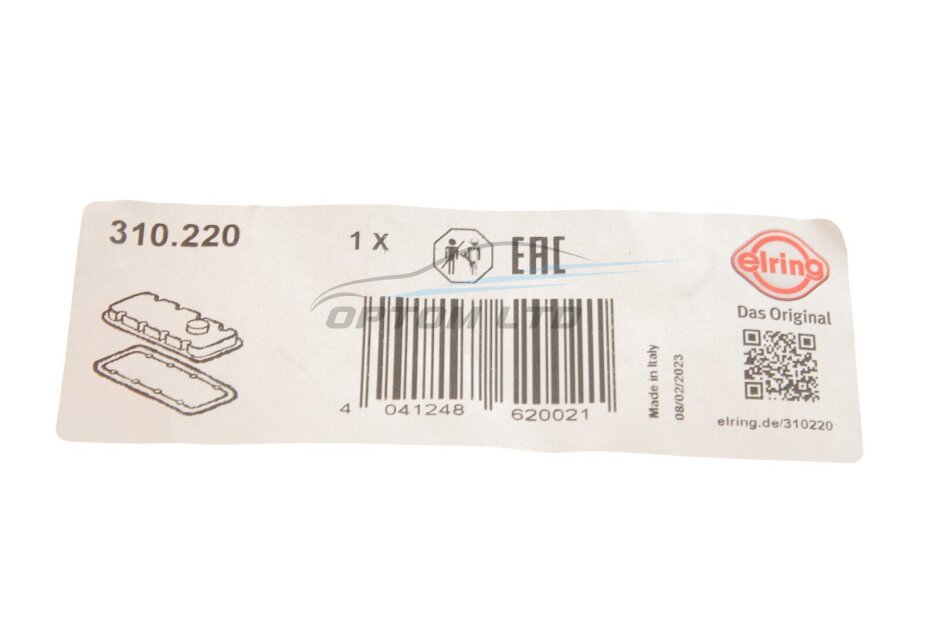 310.220
1 X
EAC
elring
Das Original
OPTOM LTD
Made in Italy
08/02/2023
4 041248 620021
elring.de/310220